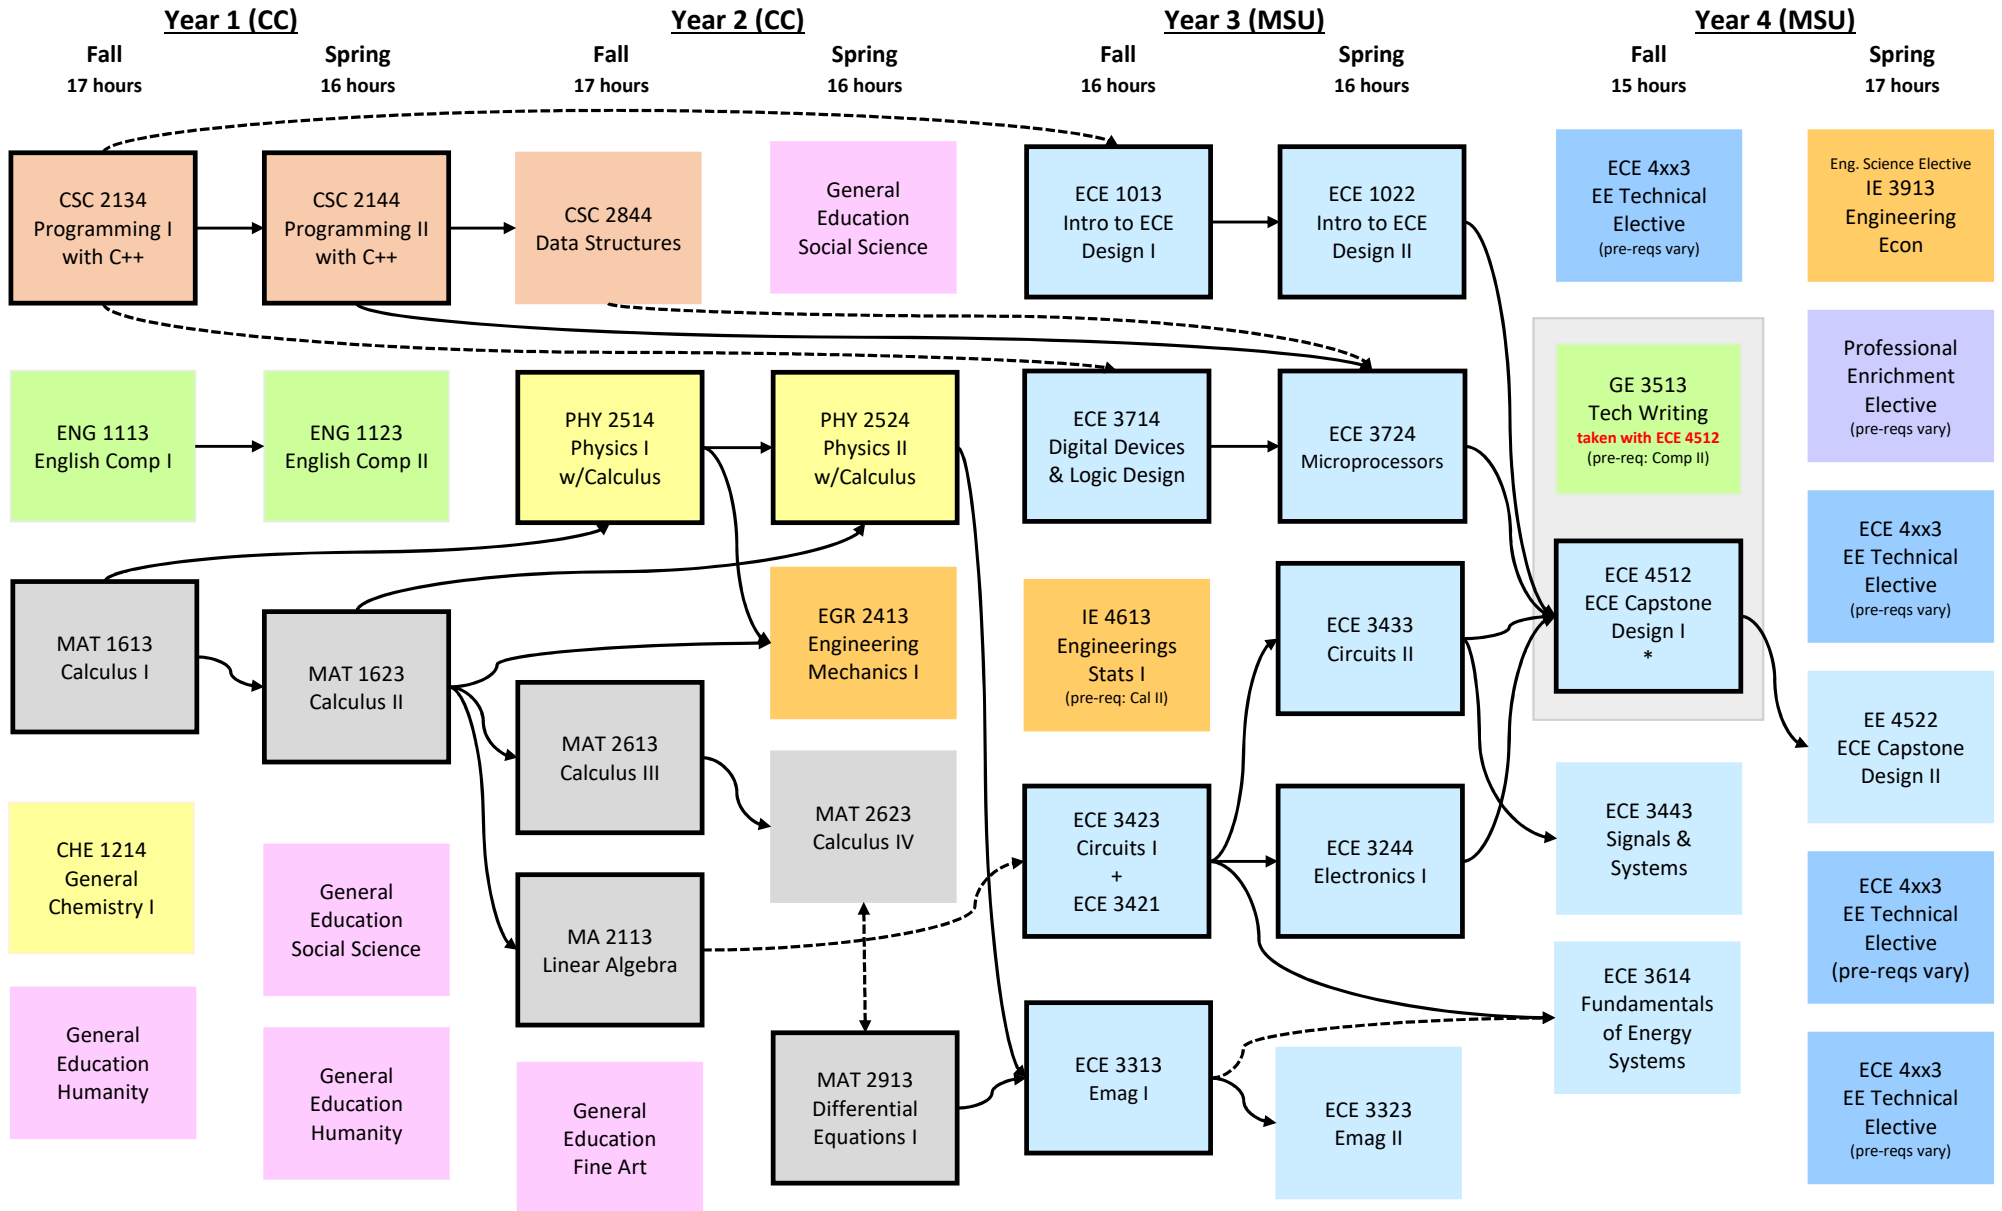 Year 1 (CC)
Year 2 (CC)
Year 3 (MSU)
Year 4 (MSU)
Fall
Spring
Fall
Spring
Fall
Spring
Fall
Spring
17 hours
16 hours
17 hours
16 hours
16 hours
16 hours
15 hours
17 hours
CSC 2134
Programming I
with C++
ENG 1113
English Comp I
MAT 1613
Calculus I
CHE 1214
General
Chemistry I
General
Education
Humanity
CSC 2144
Programming II
with C++
ENG 1123
English Comp II
MAT 1623
Calculus II
General
Education
Social Science
General
Education
Humanity
CSC 2844
Data Structures
PHY 2514
Physics I
w/Calculus
MAT 2613
Calculus III
MA 2113
Linear Algebra
General
Education
Fine Art
General
Education
Social Science
PHY 2524
Physics II
w/Calculus
EGR 2413
Engineering
Mechanics I
MAT 2623
Calculus IV
MAT 2913
Differential
Equations I
ECE 1013
Intro to ECE
Design I
ECE 3714
Digital Devices
& Logic Design
IE 4613
Engineerings
Stats I
(pre-req: Cal II)
ECE 3423
Circuits I
+
ECE 3421
ECE 3313
Emag I
ECE 1022
Intro to ECE
Design II
ECE 3724
Microprocessors
ECE 3433
Circuits II
ECE 3244
Electronics I
ECE 3323
Emag II
ECE 4xx3
EE Technical
Elective
(pre-reqs vary)
GE 3513
Tech Writing
taken with ECE 4512
(pre-req: Comp II)
ECE 4512
ECE Capstone
Design I
*
ECE 3443
Signals &
Systems
ECE 3614
Fundamentals
of Energy
Systems
Eng. Science Elective
IE 3913
Engineering
Econ
Professional
Enrichment
Elective
(pre-reqs vary)
ECE 4xx3
EE Technical
Elective
(pre-reqs vary)
EE 4522
ECE Capstone
Design II
ECE 4xx3
EE Technical
Elective
(pre-reqs vary)
ECE 4xx3
EE Technical
Elective
(pre-reqs vary)